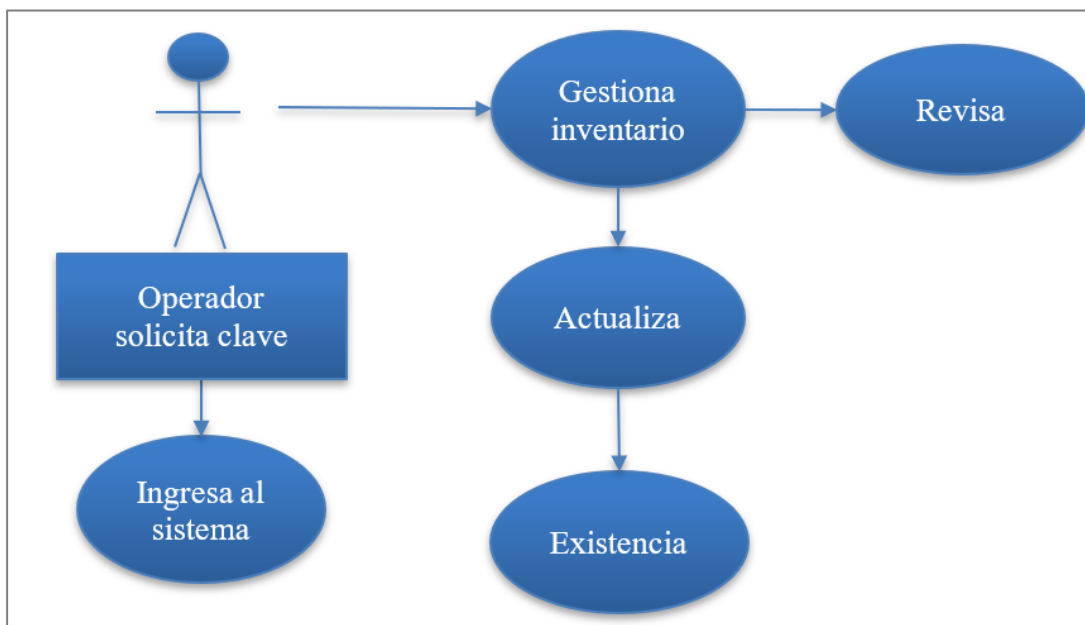 Gestiona
inventario
Revisa
Operador
solicita clave
Actualiza
Ingresa al
sistema
Existencia